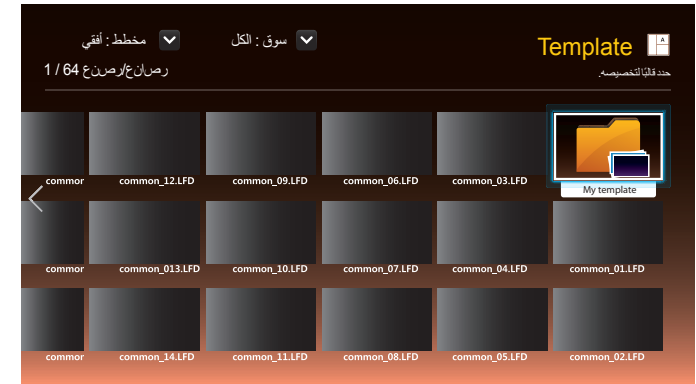 Template
حدد قالبًا لتخصيصه.
سوق : الكل
مخطط : أفقي
1 / 64 رصانع/رصنع
My template
common_03.LFD
common_06.LFD
common_09.LFD
common_12.LFD
commor
common_01.LFD
common_04.LFD
common_07.LFD
common_10.LFD
common_013.LFD
commor
common_02.LFD
common_05.LFD
common_08.LFD
common_11.LFD
common_14.LFD
commor